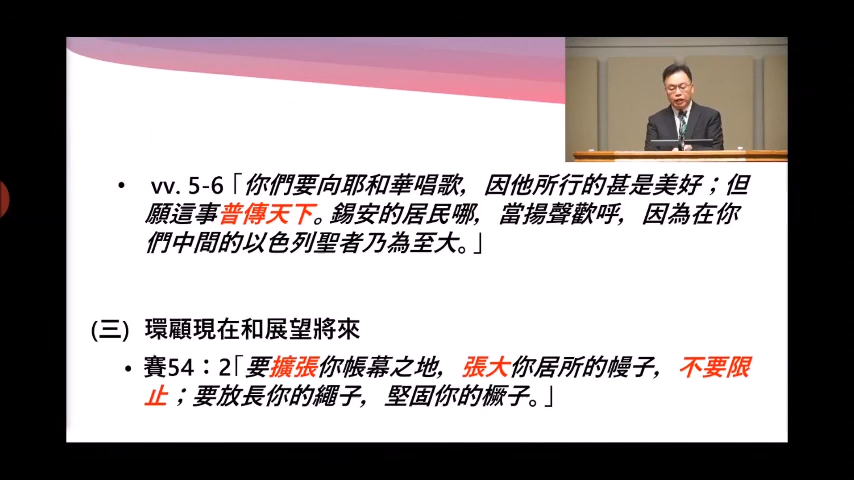 • vv. 5-6「你們要向耶和華唱歌，因他所行的甚是美好；但
願這事普傳天下。錫安的居民哪，當揚聲歡呼，因為在你
們中間的以色列聖者乃為至大。」
(三) 環顧現在和展望將來
• 賽54：2「要擴張你帳幕之地，張大你居所的幔子，不要限
止；要放長你的繩子，堅固你的橛子。」